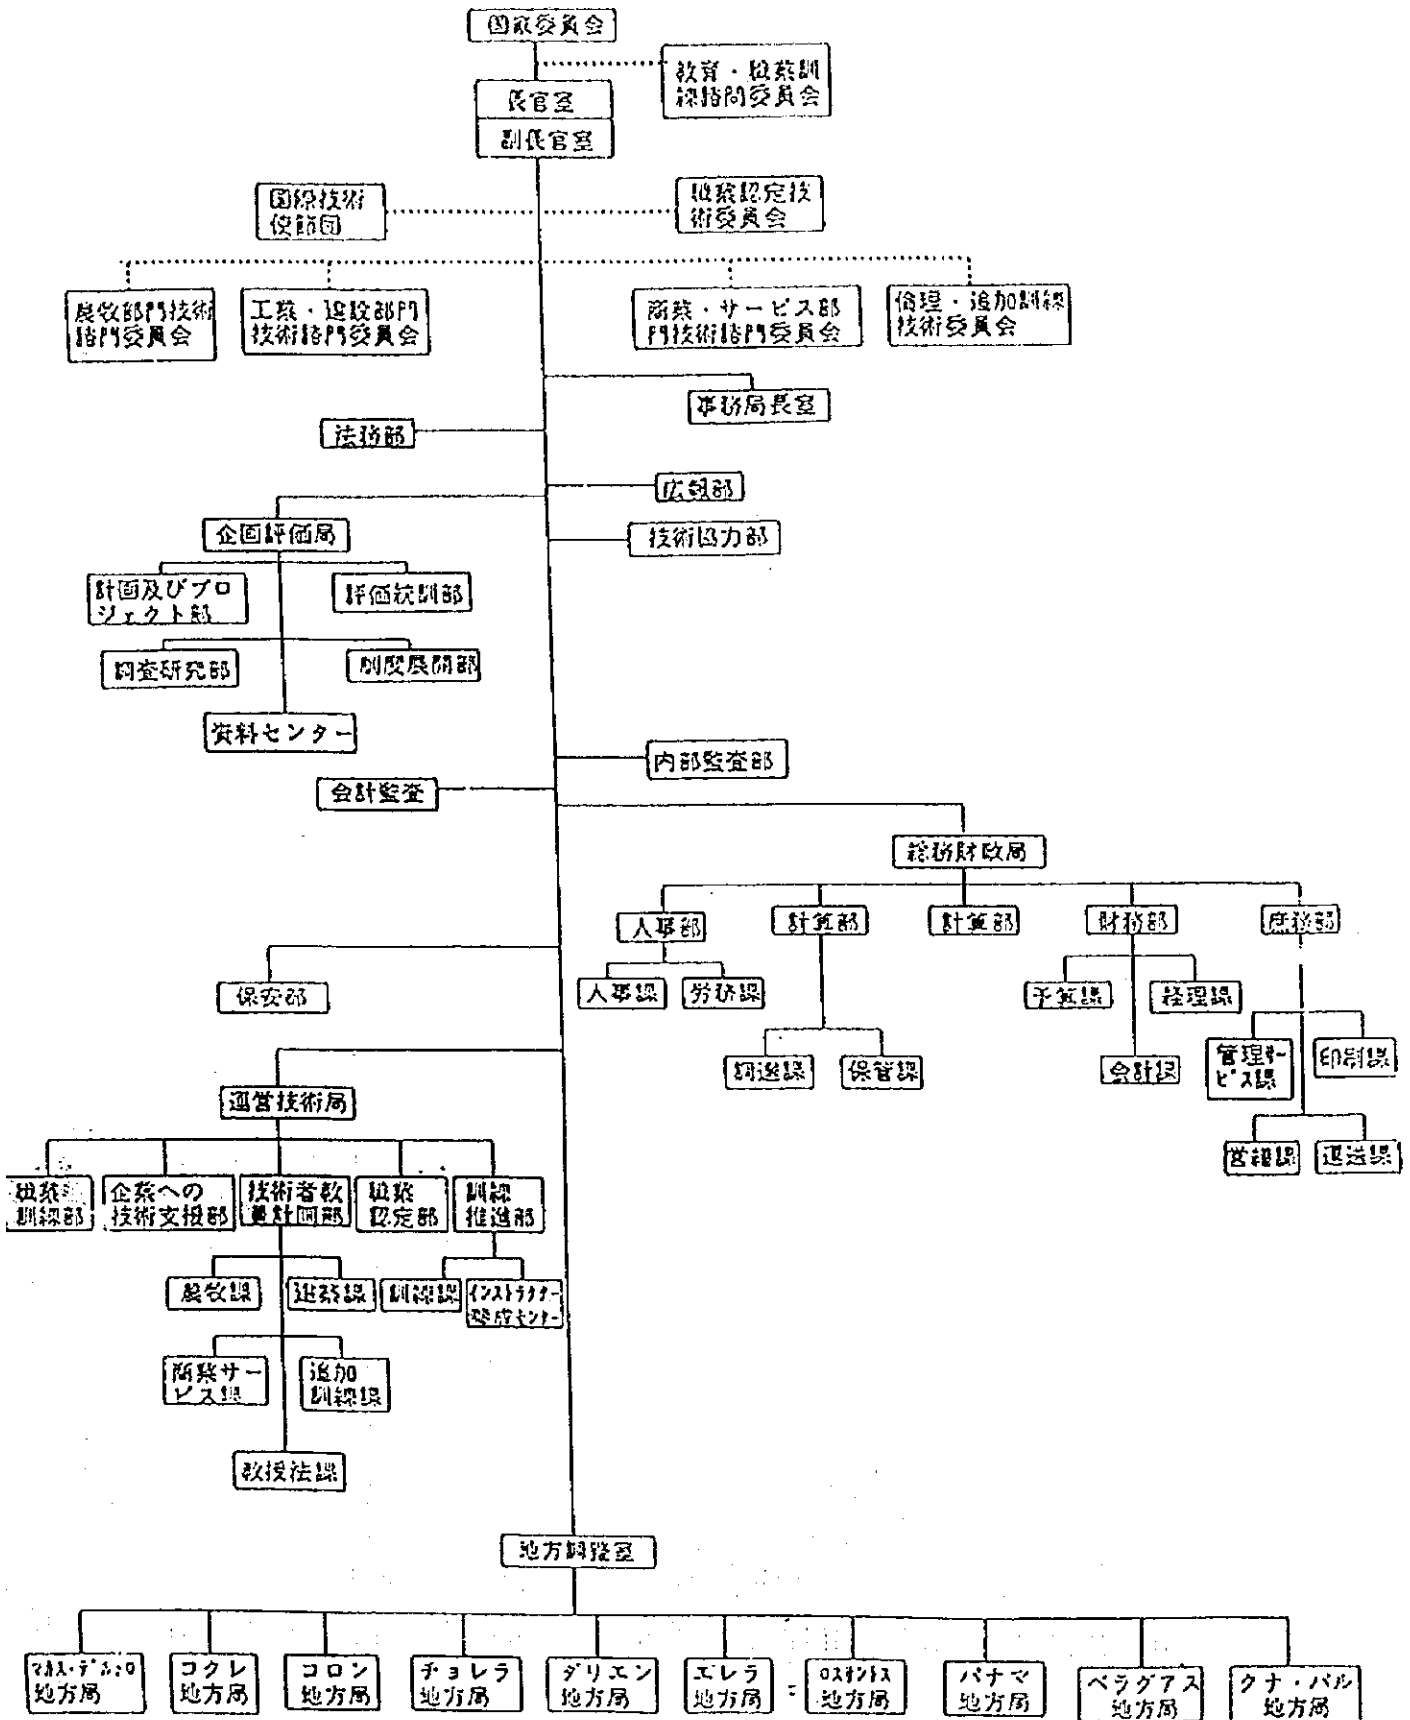 国家委員会
教育・職業訓
練諮問委員会
長官室
副長官室
国際技術
使節団
職業認定技
術委員会
農牧部門技術
諮門委員会
工業・建設部門
技術諮門委員会
商業・サービス部
門技術諮門委員会
倫理・追加訓練
技術委員会
事務局長室
法務部
広報部
企画評価局
技術協力部
計画及びプロ
ジェクト部
評価統訓部
調査研究部
制度展開部
資料センター
内部監査部
会計監査
総務財政局
人事部
計算部
計算部
財務部
庶務部
人事課
労務課
予算課
経理課
保安部
調達課
保管課
会計課
管理サー
ビス課
印刷課
運営技術局
営繕課
運送課
職業
訓練部
企業への
技術支援部
技術者教
員計画部
職業
認定部
訓練
推進部
農牧課
訓練課
インストラクター
養成センター
商業サー
ビス課
追加
訓練課
教授法課
地方調整室
地方局
コクレ
地方局
コロン
地方局
チョレラ
地方局
ダリエン
地方局
エレラ
地方局
ロスサントス
地方局
パナマ
地方局
ベラグアス
地方局
クナ・バル
地方局